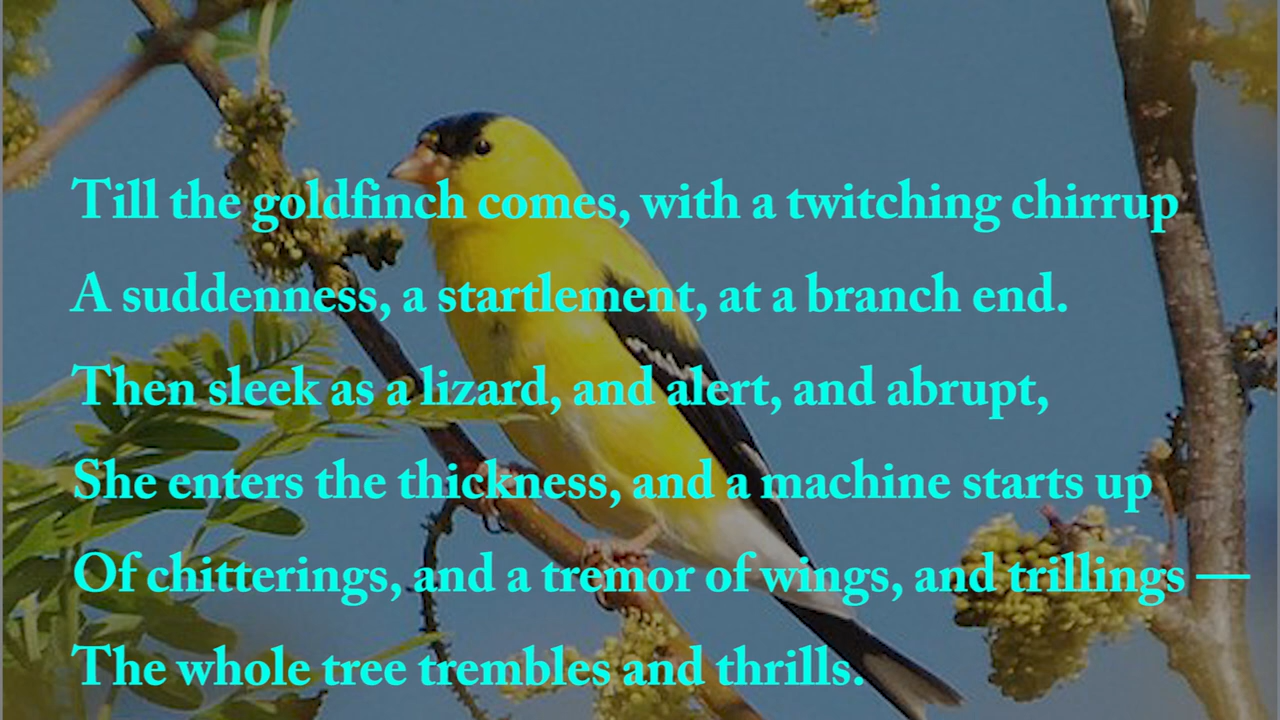 Till the goldfinch comes, with a twitching chirrup
A suddenness, a startlement, at a branch end.
Then sleek as a lizard, and alert, and abrupt,
She enters the thickness, and a machine starts up
Of chitterings, and a tremor of wings, and trillings —
The whole tree trembles and thrills.